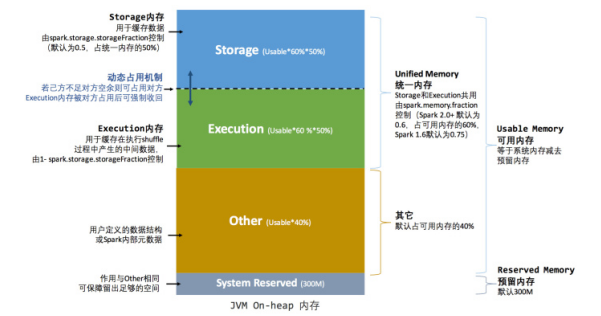 Storage内存
用于缓存数据
由spark.storage.storageFraction控制
(默认为0.5，占统一内存的50%)
动态占用机制
若己方不足对方空余则可占用对方
Execution内存被对方占用后可强制收回
Execution内存
用于缓存在执行shuffle
过程中产生的中间数据，
由1- spark.storage.storageFraction控制
用户定义的数据结构
或Spark内部元数据
作用与Other相同
可保障留出足够的空间
Storage (Usable*60%*50%)
Execution (Usable*60 %*50%)
Other (Usable*40%)
System Reserved (300M)
JVM On-heap 内存
Unified Memory
统一内存
Storage和Execution共用
由spark.memory.fraction
控制（Spark 2.0+ 默认为
0.6，占可用内存的60%，
Spark 1.6默认为0.75）
其它
默认占可用内存的40%
Usable Memory
可用内存
等于系统内存减去
预留内存
Reserved Memory
预留内存
默认300M